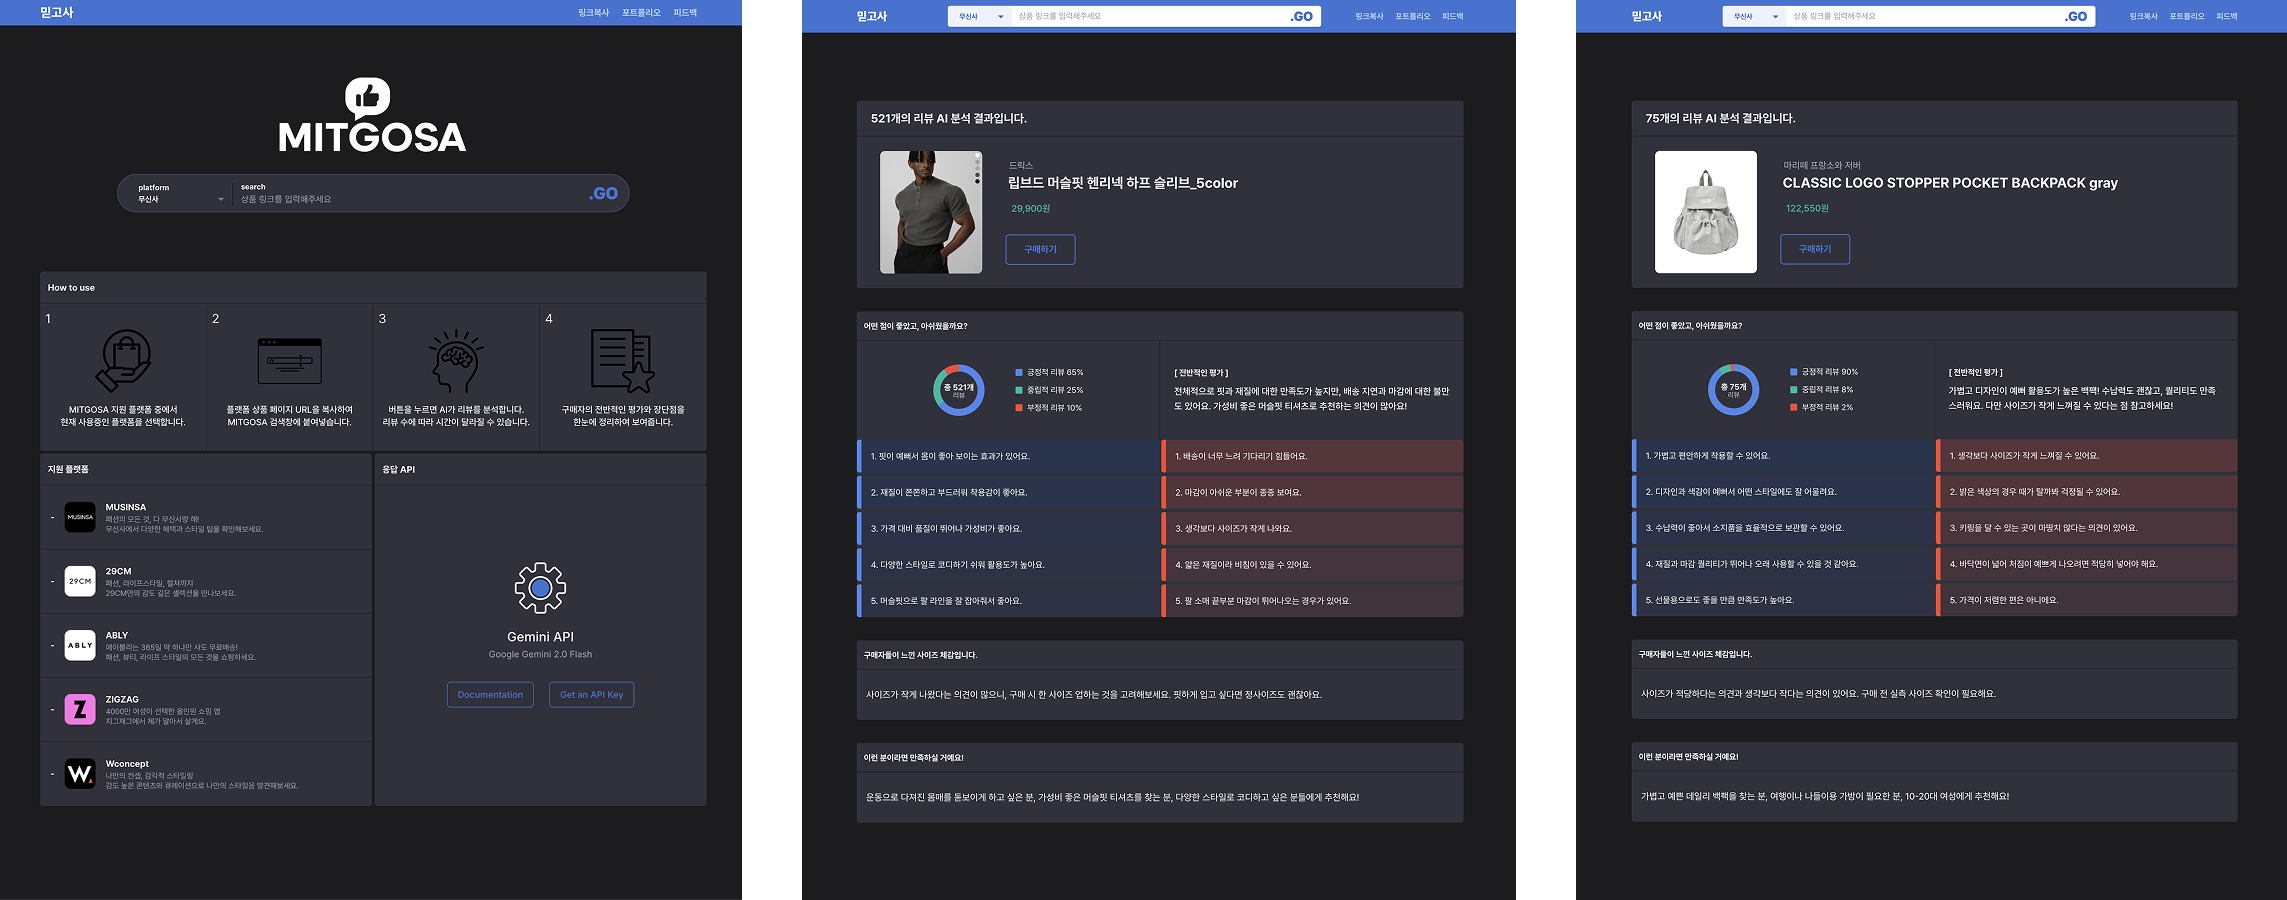 믿고사
링크복사 포트폴리오 피드백
MITGOSA
platform
무신사
search
상품 링크를 입력해주세요
.GO
How to use
1
MITGOSA 지원 플랫폼 중에서
현재 사용중인 플랫폼을 선택합니다.
2
플랫폼 상품 페이지 URL을 복사하여
MITGOSA 검색창에 붙여넣습니다.
3
버튼을 누르면 AI가 리뷰를 분석합니다.
리뷰 수에 따라 시간이 달라질 수 있습니다.
4
구매자의 전반적인 평가와 장단점을
한눈에 정리하여 보여줍니다.
지원 플랫폼
- MUSINSA
MUSINSA
패션의 모든 것, 다 무신사랑 해!
무신사에서 다양한 혜택과 스타일 팁을 확인해보세요.
- 29CM
29CM
패션, 라이프스타일, 컬처까지
29CM만의 감도 깊은 셀렉션을 만나보세요.
- ABLY
ABLY
에이블리는 365일 딱 하나만 사도 무료배송!
패션, 뷰티, 라이프 스타일의 모든 것을 쇼핑하세요.
- Z
ZIGZAG
4000만 여성이 선택한 올인원 쇼핑 앱
지그재그에서 제가 알아서 살게요.
- W
Wconcept
나만의 컨셉, 감각적 스타일링
감도 높은 콘텐츠와 큐레이션으로 나만의 스타일을 발견해보세요.
응답 API
Gemini API
Google Gemini 2.0 Flash
Documentation
Get an API Key
믿고사
무신사
상품 링크를 입력해주세요
.GO
링크복사 포트폴리오 피드백
521개의 리뷰 AI 분석 결과입니다.
드릭스
립브드 머슬핏 헨리넥 하프 슬리브_5color
29,900원
구매하기
어떤 점이 좋았고, 아쉬웠을까요?
총 521개
리뷰
긍정적 리뷰 65%
중립적 리뷰 25%
부정적 리뷰 10%
[ 전반적인 평가 ]
전체적으로 핏과 재질에 대한 만족도가 높지만, 배송 지연과 마감에 대한 불만
도 있어요. 가성비 좋은 머슬핏 티셔츠로 추천하는 의견이 많아요!
1. 핏이 예뻐서 몸이 좋아 보이는 효과가 있어요.
2. 재질이 쫀쫀하고 부드러워 착용감이 좋아요.
3. 가격 대비 품질이 뛰어나 가성비가 좋아요.
4. 다양한 스타일로 코디하기 쉬워 활용도가 높아요.
5. 머슬핏으로 팔 라인을 잘 잡아줘서 좋아요.
1. 배송이 너무 느려 기다리기 힘들어요.
2. 마감이 아쉬운 부분이 종종 보여요.
3. 생각보다 사이즈가 작게 나와요.
4. 얇은 재질이라 비침이 있을 수 있어요.
5. 팔 소매 끝부분 마감이 튀어나오는 경우가 있어요.
구매자들이 느낀 사이즈 체감입니다.
사이즈가 작게 나왔다는 의견이 많으니, 구매 시 한 사이즈 업하는 것을 고려해보세요. 핏하게 입고 싶다면 정사이즈도 괜찮아요.
이런 분이라면 만족하실 거예요!
운동으로 다져진 몸매를 돋보이게 하고 싶은 분, 가성비 좋은 머슬핏 티셔츠를 찾는 분, 다양한 스타일로 코디하고 싶은 분들에게 추천해요!
믿고사
무신사
상품 링크를 입력해주세요
.GO
링크복사 포트폴리오 피드백
75개의 리뷰 AI 분석 결과입니다.
마리떼 프랑소와 저버
CLASSIC LOGO STOPPER POCKET BACKPACK gray
122,550원
구매하기
어떤 점이 좋았고, 아쉬웠을까요?
총 75개
리뷰
긍정적 리뷰 90%
중립적 리뷰 8%
부정적 리뷰 2%
[ 전반적인 평가 ]
가볍고 디자인이 예뻐 활용도가 높은 백팩! 수납력도 괜찮고, 퀄리티도 만족
스러워요. 다만 사이즈가 작게 느껴질 수 있다는 점 참고하세요!
1. 가볍고 편안하게 착용할 수 있어요.
2. 디자인과 색감이 예뻐서 어떤 스타일에도 잘 어울려요.
3. 수납력이 좋아서 소지품을 효율적으로 보관할 수 있어요.
4. 재질과 마감 퀄리티가 뛰어나 오래 사용할 수 있을 것 같아요.
5. 선물용으로도 좋을 만큼 만족도가 높아요.
1. 생각보다 사이즈가 작게 느껴질 수 있어요.
2. 밝은 색상의 경우 때가 탈까봐 걱정될 수 있어요.
3. 키링을 달 수 있는 곳이 마땅치 않다는 의견이 있어요.
4. 바닥면이 넓어 처짐이 예쁘게 나오려면 적당히 넣어야 해요.
5. 가격이 저렴한 편은 아니에요.
구매자들이 느낀 사이즈 체감입니다.
사이즈가 적당하다는 의견과 생각보다 작다는 의견이 있어요. 구매 전 실측 사이즈 확인이 필요해요.
이런 분이라면 만족하실 거예요!
가볍고 예쁜 데일리 백팩을 찾는 분, 여행이나 나들이용 가방이 필요한 분, 10-20대 여성에게 추천해요!